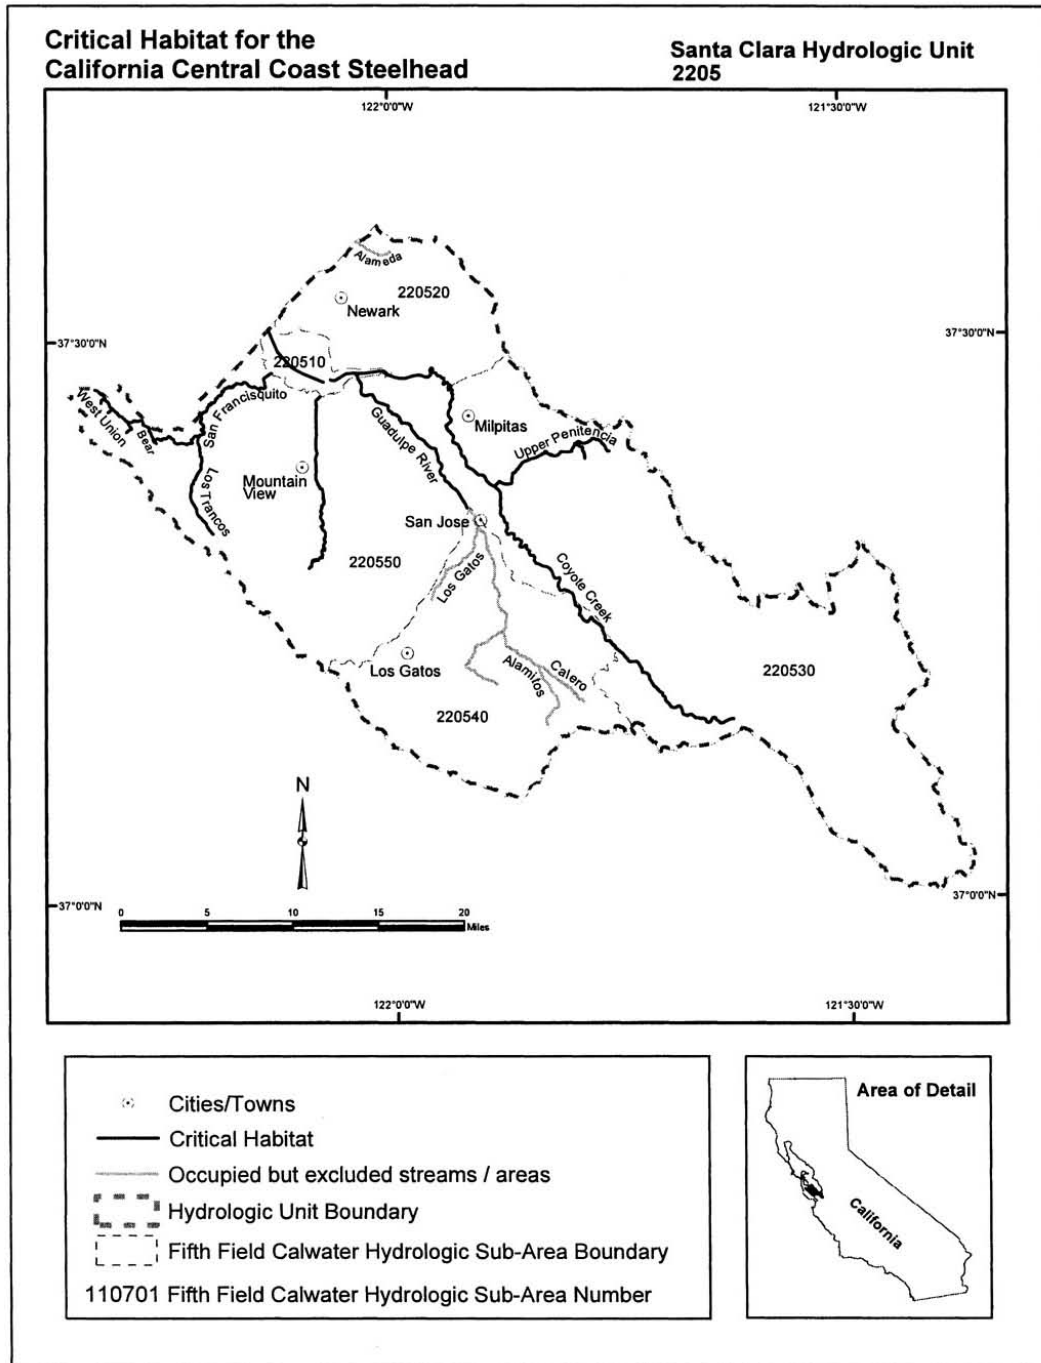 Critical Habitat for the
California Central Coast Steelhead
Santa Clara Hydrologic Unit
2205
122°0'0"W
121°30'0"W
Alameda
220520
Newark
37°30'0"N
37°30'0"N
220510
West Union
Bear
San Francisquito
Los Trancos
Guadulpe River
Milpitas
Upper Penitencia
Mountain
View
San Jose
220550
Los Gatos
Coyote Creek
Los Gatos
Alamitos
Calero
220530
220540
N
37°0'0"N
37°0'0"N
0 5 10 15 20
Miles
122°0'0"W
121°30'0"W
Cities/Towns
Critical Habitat
Occupied but excluded streams / areas
Hydrologic Unit Boundary
Fifth Field Calwater Hydrologic Sub-Area Boundary
110701 Fifth Field Calwater Hydrologic Sub-Area Number
Area of Detail
California